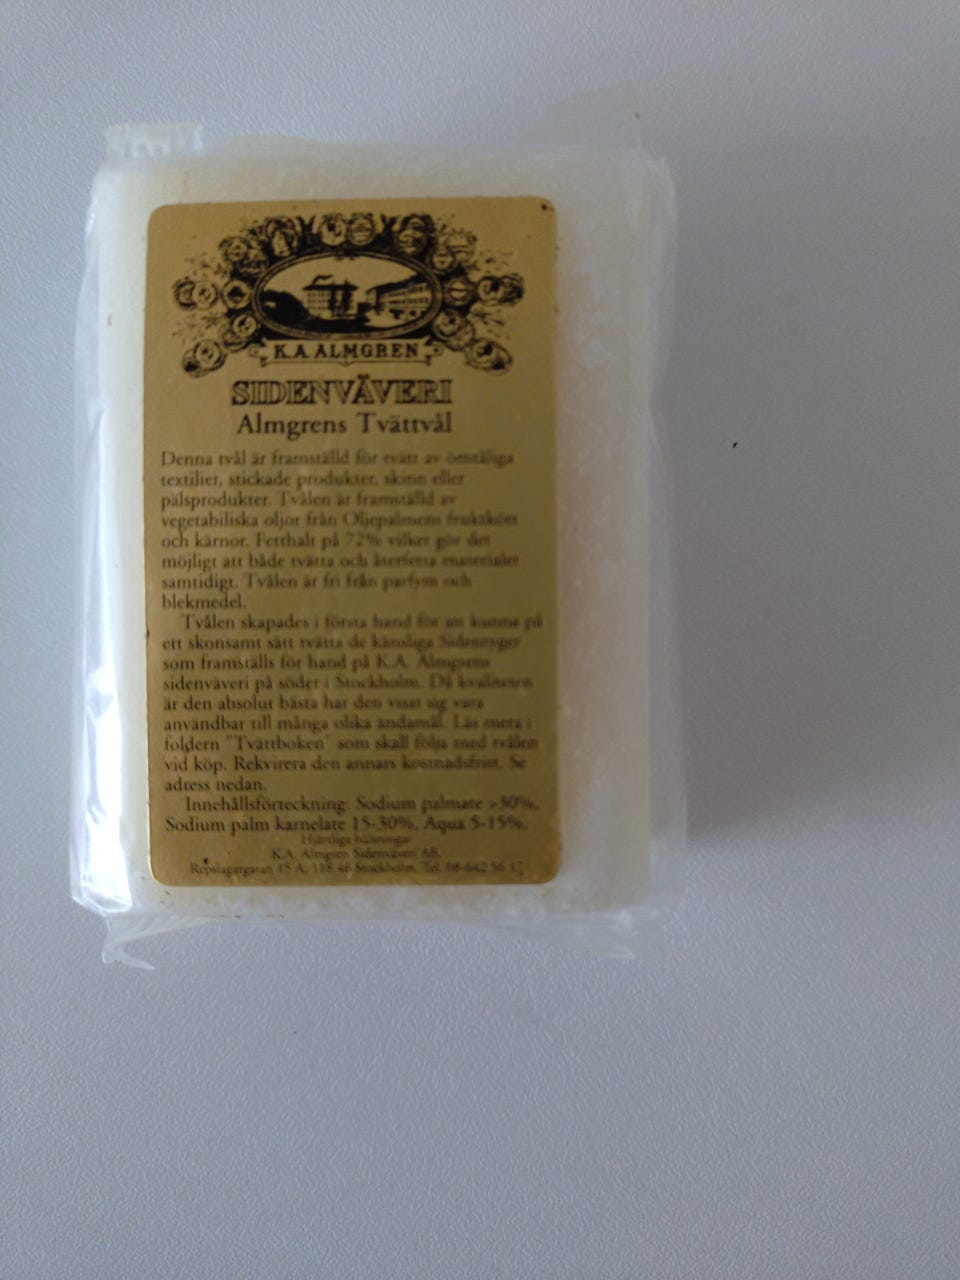 K.A. ALMGREN
SIDENVÄVERI
Almgrens Tvättvål
Denna tvål är framställd för tvätt av ömtåliga
textilier, stickade produkter, skinn eller
pälsprodukter. Tvålen är framställd av
vegetabiliska oljor från Oljepalmens fruktkött
och kärnor. Fetthalt på 72% vilket gör det
möjligt att både tvätta och återfetta materialet
samtidigt. Tvålen är fri från parfym och
blekmedel.
Tvålen skapades i första hand för att kunna på
ett skonsamt sätt tvätta de känsliga Sidentyger
som framställs för hand på K.A. Almgrens
sidenväveri på söder i Stockholm. Då kvaliteten
är den absolut bästa har den visat sig vara
användbar till många olika ändamål. Läs mera i
foldern "Tvättboken" som skall följa med tvålen
vid köp. Rekvirera den annars kostnadsfritt. Se
adress nedan.
Innehållsförteckning: Sodium palmate >30%,
Sodium palm karnelate 15-30%, Aqua 5-15%,
Hjärtliga hälsningar
K.A. Almgren Sidenväveri AB,
Repslagargatan 15 A, 118 46 Stockholm. Tel. 08-642 56